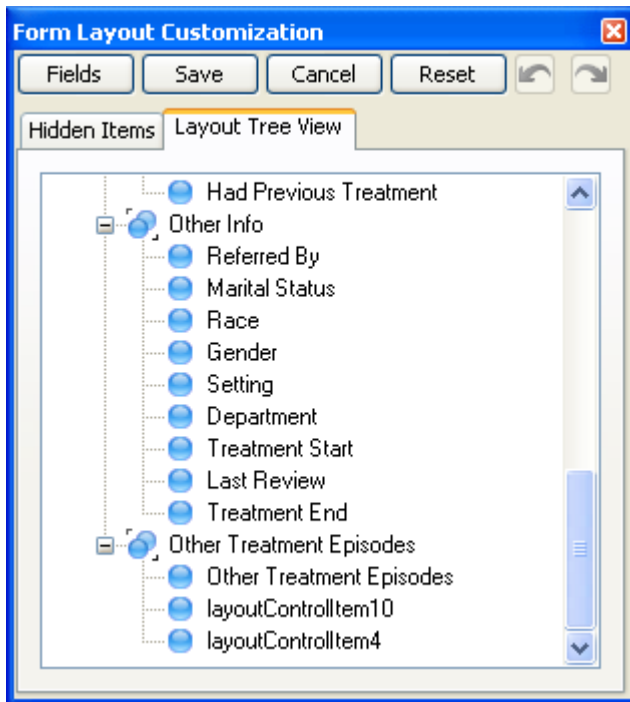 Form Layout Customization
Fields Save Cancel Reset
Hidden Items Layout Tree View
Had Previous Treatment
Other Info
Referred By
Marital Status
Race
Gender
Setting
Department
Treatment Start
Last Review
Treatment End
Other Treatment Episodes
Other Treatment Episodes
layoutControlItem10
layoutControlItem4